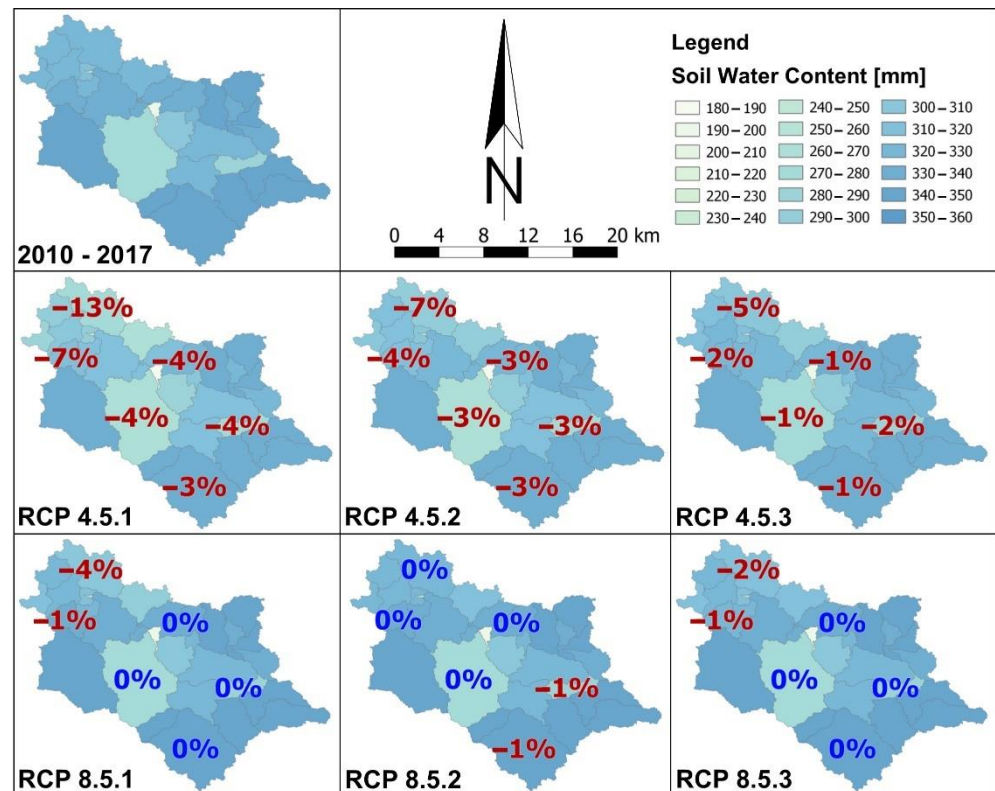 2010 - 2017
N
0 4 8 12 16 20 km
Legend
Soil Water Content [mm]
180–190 240–250 300–310
190–200 250–260 310–320
200–210 260–270 320–330
210–220 270–280 330–340
220–230 280–290 340–350
230–240 290–300 350–360
–13%
–7% –4%
–4% –4%
–3%
RCP 4.5.1
–7%
–4% –3%
–3% –3%
–3%
RCP 4.5.2
–5%
–2% –1%
–1% –2%
–1%
RCP 4.5.3
–4%
–1% 0%
0% 0%
0%
RCP 8.5.1
0%
0% 0%
0% –1%
–1%
RCP 8.5.2
–2%
–1% 0%
0% 0%
0%
RCP 8.5.3